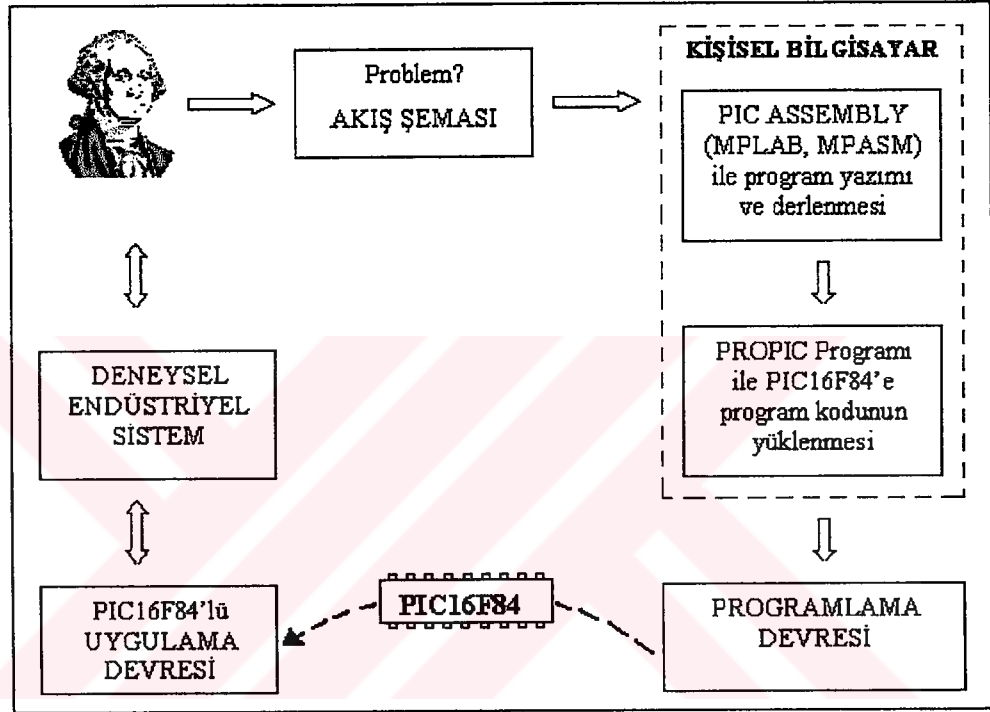 Problem?
AKIŞ ŞEMASI
KİŞİSEL BİLGİSAYAR
PIC ASSEMBLY
(MPLAB, MPASM)
ile program yazımı
ve derlenmesi
PROPIC Programı
ile PIC16F84'e
program kodunun
yüklenmesi
DENEYSEL
ENDÜSTRİYEL
SİSTEM
PIC16F84'lü
UYGULAMA
DEVRESİ
PIC16F84
PROGRAMLAMA
DEVRESİ